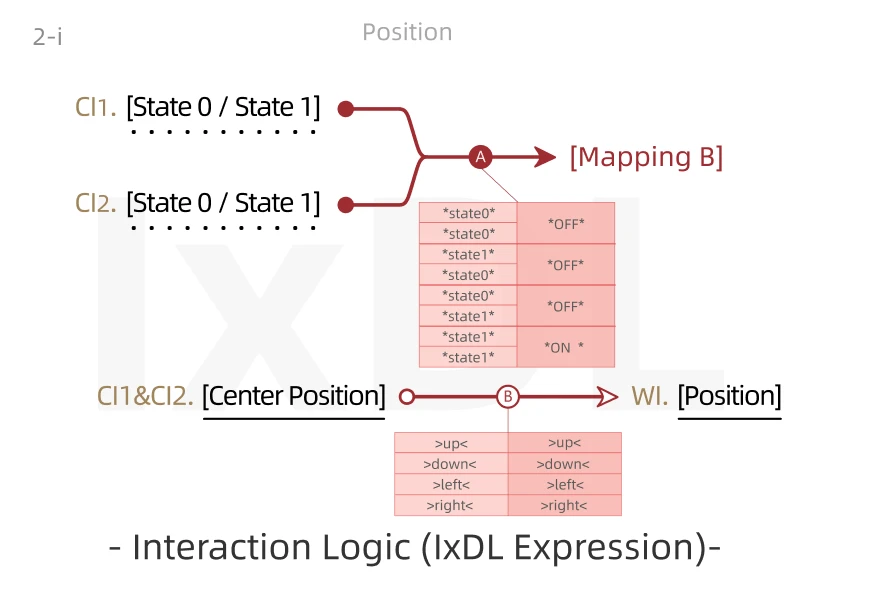 2-i
Position
CI1. [State 0 / State 1]
A
[Mapping B]
CI2. [State 0 / State 1]
*state0*
*state0*
*OFF*
*state1*
*state0*
*OFF*
*state0*
*state1*
*OFF*
*state1*
*state1*
*ON  *
IxDL
CI1&CI2. [Center Position]
B
WI. [Position]
>up< >up<
>down< >down<
>left< >left<
>right< >right<
- Interaction Logic (IxDL Expression)-